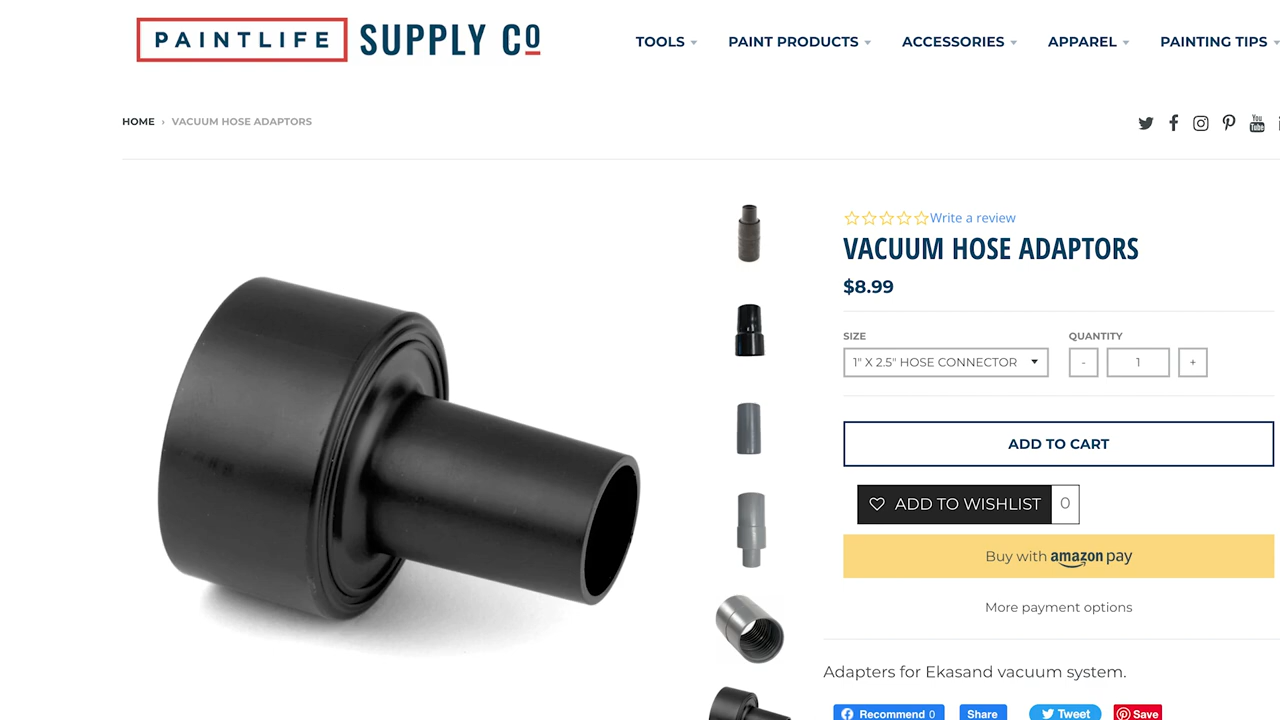 PAINTLIFE SUPPLY CO
TOOLS PAINT PRODUCTS ACCESSORIES APPAREL PAINTING TIPS
HOME › VACUUM HOSE ADAPTORS
You
Tube
Write a review
VACUUM HOSE ADAPTORS
$8.99
SIZE QUANTITY
1" X 2.5" HOSE CONNECTOR - 1 +
ADD TO CART
ADD TO WISHLIST 0
Buy with amazon pay
More payment options
Adapters for Ekasand vacuum system.
Recommend 0 Share Tweet Save